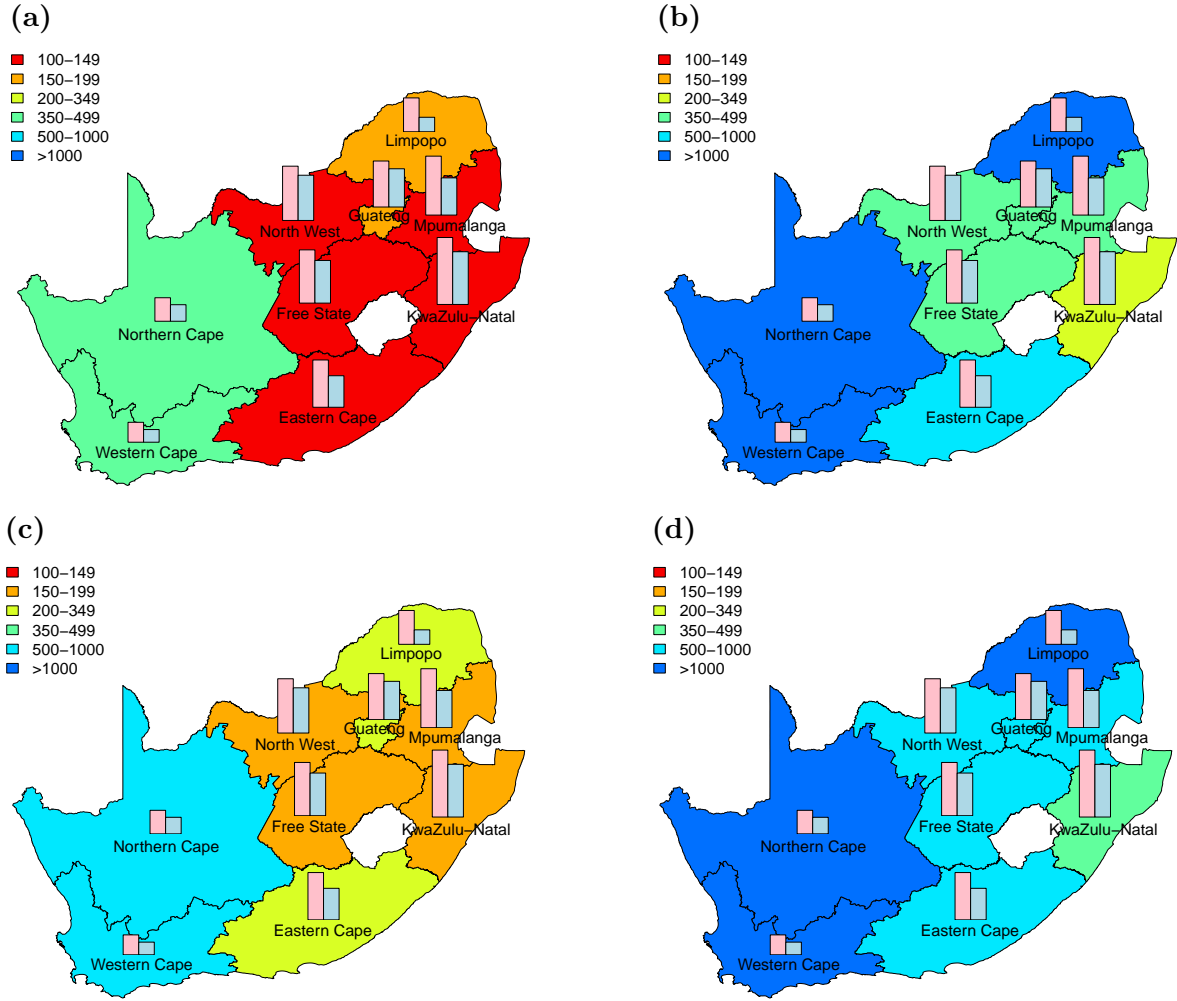 (a)
100–149
150–199
200–349
350–499
500–1000
>1000
Limpopo
Guateng
Mpumalanga
North West
Free State
KwaZulu–Natal
Northern Cape
Eastern Cape
Western Cape
(b)
100–149
150–199
200–349
350–499
500–1000
>1000
Limpopo
Guateng
Mpumalanga
North West
Free State
KwaZulu–Natal
Northern Cape
Eastern Cape
Western Cape
(c)
100–149
150–199
200–349
350–499
500–1000
>1000
Limpopo
Guateng
Mpumalanga
North West
Free State
KwaZulu–Natal
Northern Cape
Eastern Cape
Western Cape
(d)
100–149
150–199
200–349
350–499
500–1000
>1000
Limpopo
Guateng
Mpumalanga
North West
Free State
KwaZulu–Natal
Northern Cape
Eastern Cape
Western Cape